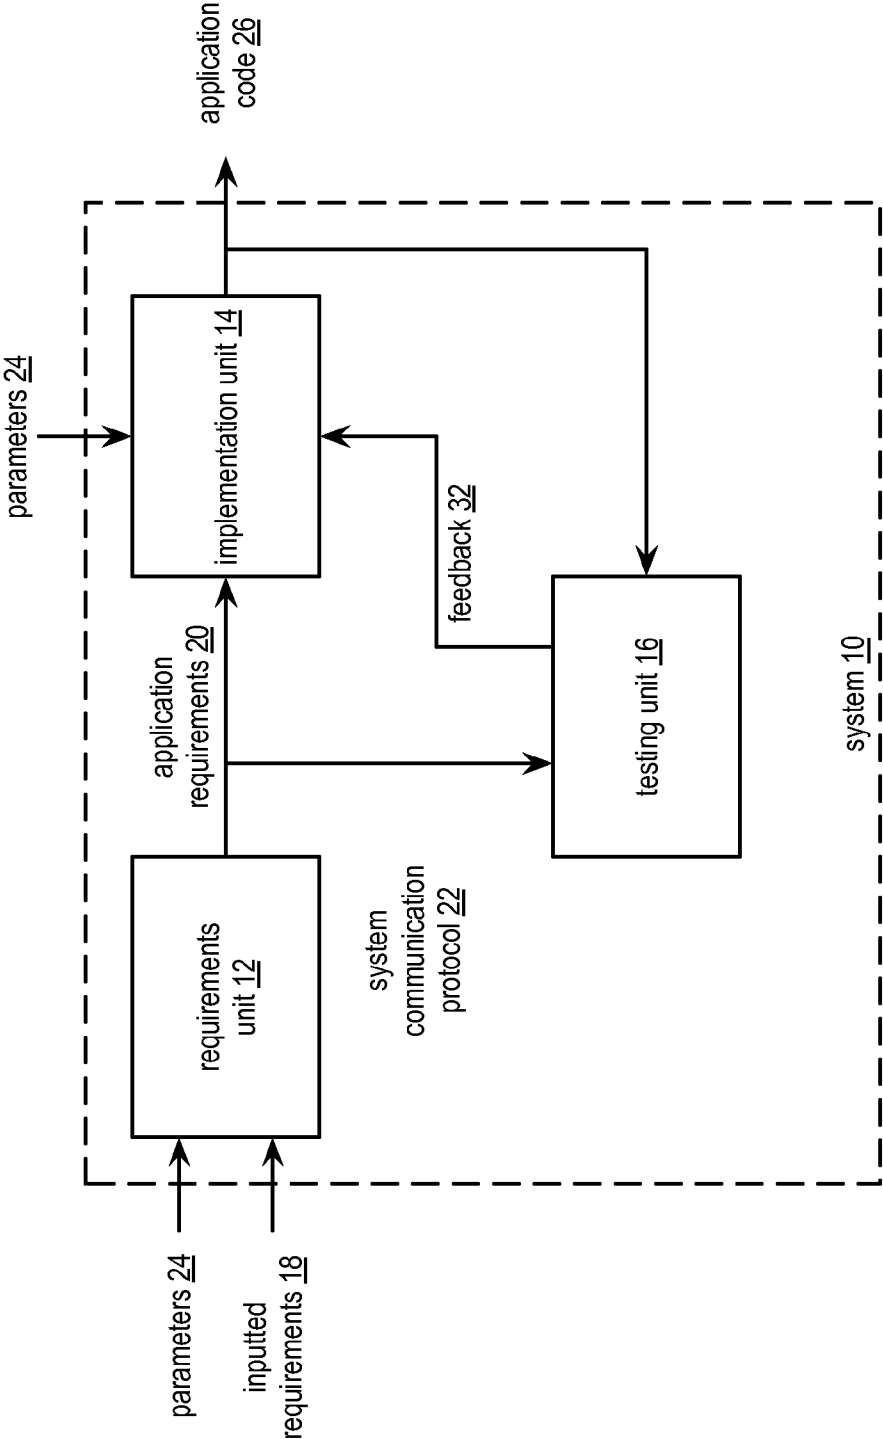 parameters 24
inputted
requirements 18
requirements
unit 12
application
requirements 20
parameters 24
implementation unit 14
application
code 26
system
communication
protocol 22
feedback 32
testing unit 16
system 10